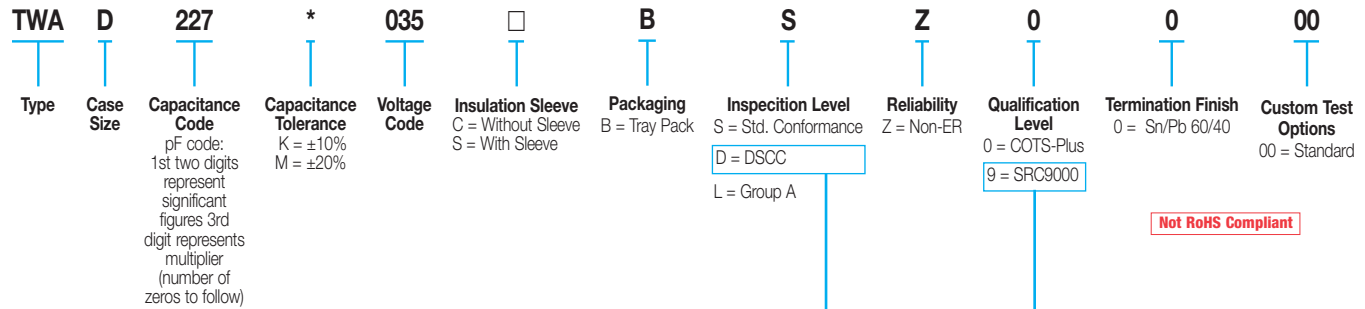 TWA D 227 * 035 □ B S Z 0 0 00
Type
Case
Size
Capacitance
Code
pF code:
1st two digits
represent
significant
figures 3rd
digit represents
multiplier
(number of
zeros to follow)
Capacitance
Tolerance
K = ±10%
M = ±20%
Voltage
Code
Insulation Sleeve
C = Without Sleeve
S = With Sleeve
Packaging
B = Tray Pack
Inspection Level
S = Std. Conformance
D = DSCC
L = Group A
Reliability
Z = Non-ER
Qualification
Level
0 = COTS-Plus
9 = SRC9000
Termination Finish
0 = Sn/Pb 60/40
Custom Test
Options
00 = Standard
Not RoHS Compliant